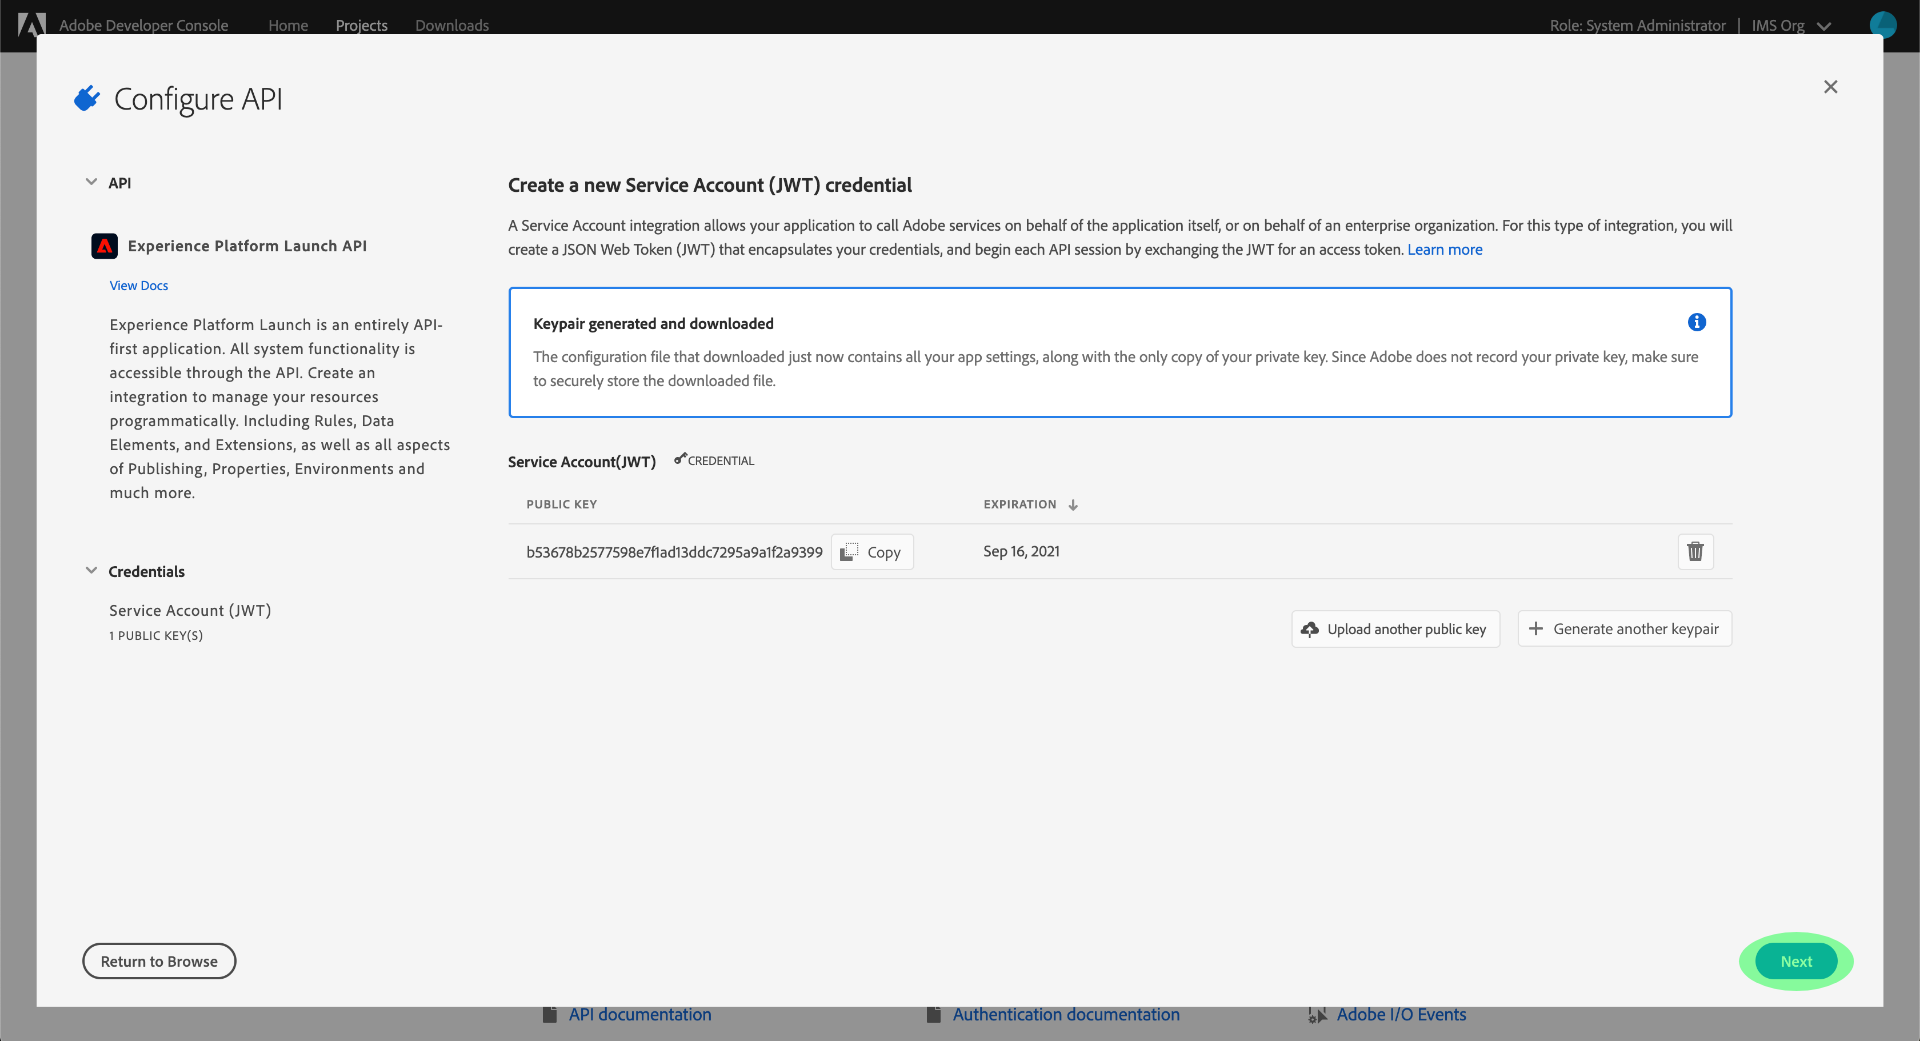 Adobe Developer Console
Home
Projects
Downloads
Role: System Administrator
IMS Org
Configure API
API
Experience Platform Launch API
View Docs
Experience Platform Launch is an entirely API-
first application. All system functionality is
accessible through the API. Create an
integration to manage your resources
programmatically. Including Rules, Data
Elements, and Extensions, as well as all aspects
of Publishing, Properties, Environments and
much more.
Credentials
Service Account (JWT)
1 PUBLIC KEY(S)
Create a new Service Account (JWT) credential
A Service Account integration allows your application to call Adobe services on behalf of the application itself, or on behalf of an enterprise organization. For this type of integration, you will
create a JSON Web Token (JWT) that encapsulates your credentials, and begin each API session by exchanging the JWT for an access token. Learn more
Keypair generated and downloaded
The configuration file that downloaded just now contains all your app settings, along with the only copy of your private key. Since Adobe does not record your private key, make sure
to securely store the downloaded file.
Service Account(JWT)
CREDENTIAL
PUBLIC KEY
EXPIRATION
b53678b2577598e7f1ad13ddc7295a9a1f2a9399
Copy
Sep 16, 2021
Upload another public key
Generate another keypair
Return to Browse
Next
API documentation
Authentication documentation
Adobe I/O Events